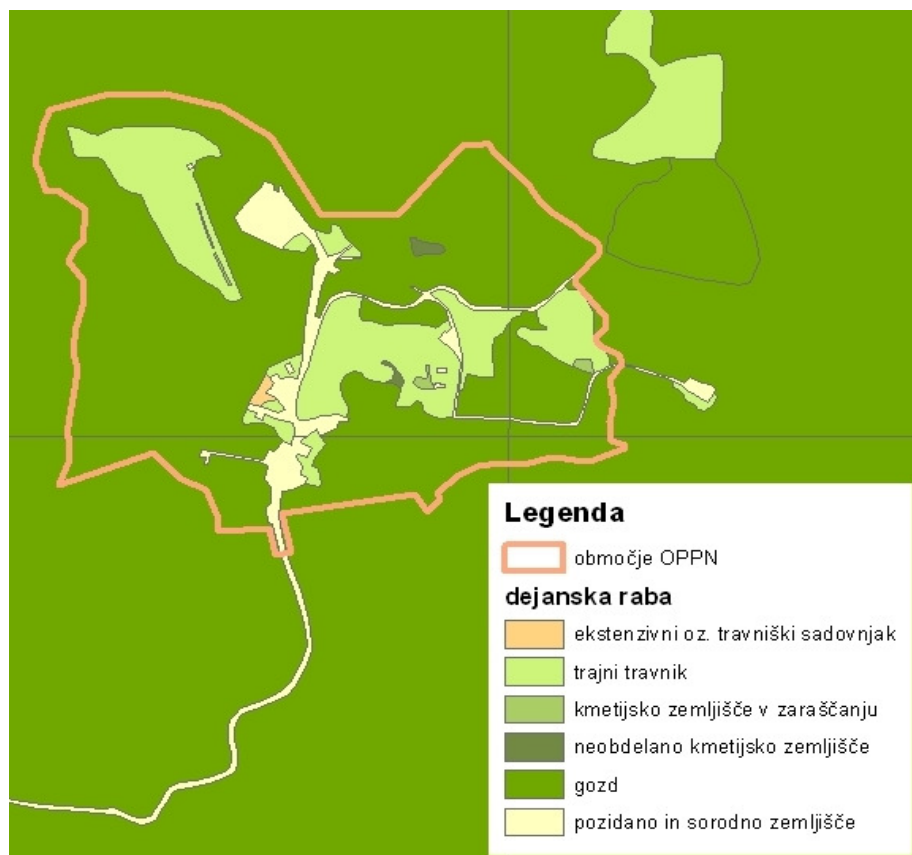 Legenda
območje OPPN
dejanska raba
ekstenzivni oz. travniški sadovnjak
trajni travnik
kmetijsko zemljišče v zaraščanju
neobdelano kmetijsko zemljišče
gozd
pozidano in sorodno zemljišče